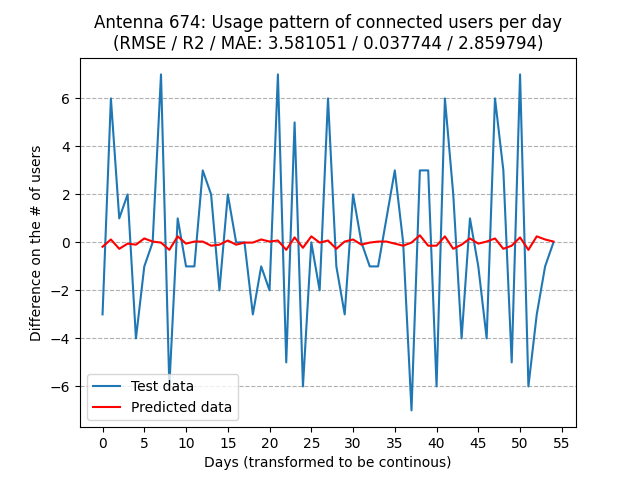 Antenna 674: Usage pattern of connected users per day
(RMSE / R2 / MAE: 3.581051 / 0.037744 / 2.859794)
Difference on the # of users
6
4
2
0
−2
−4
−6
Test data
Predicted data
0 5 10 15 20 25 30 35 40 45 50 55
Days (transformed to be continous)